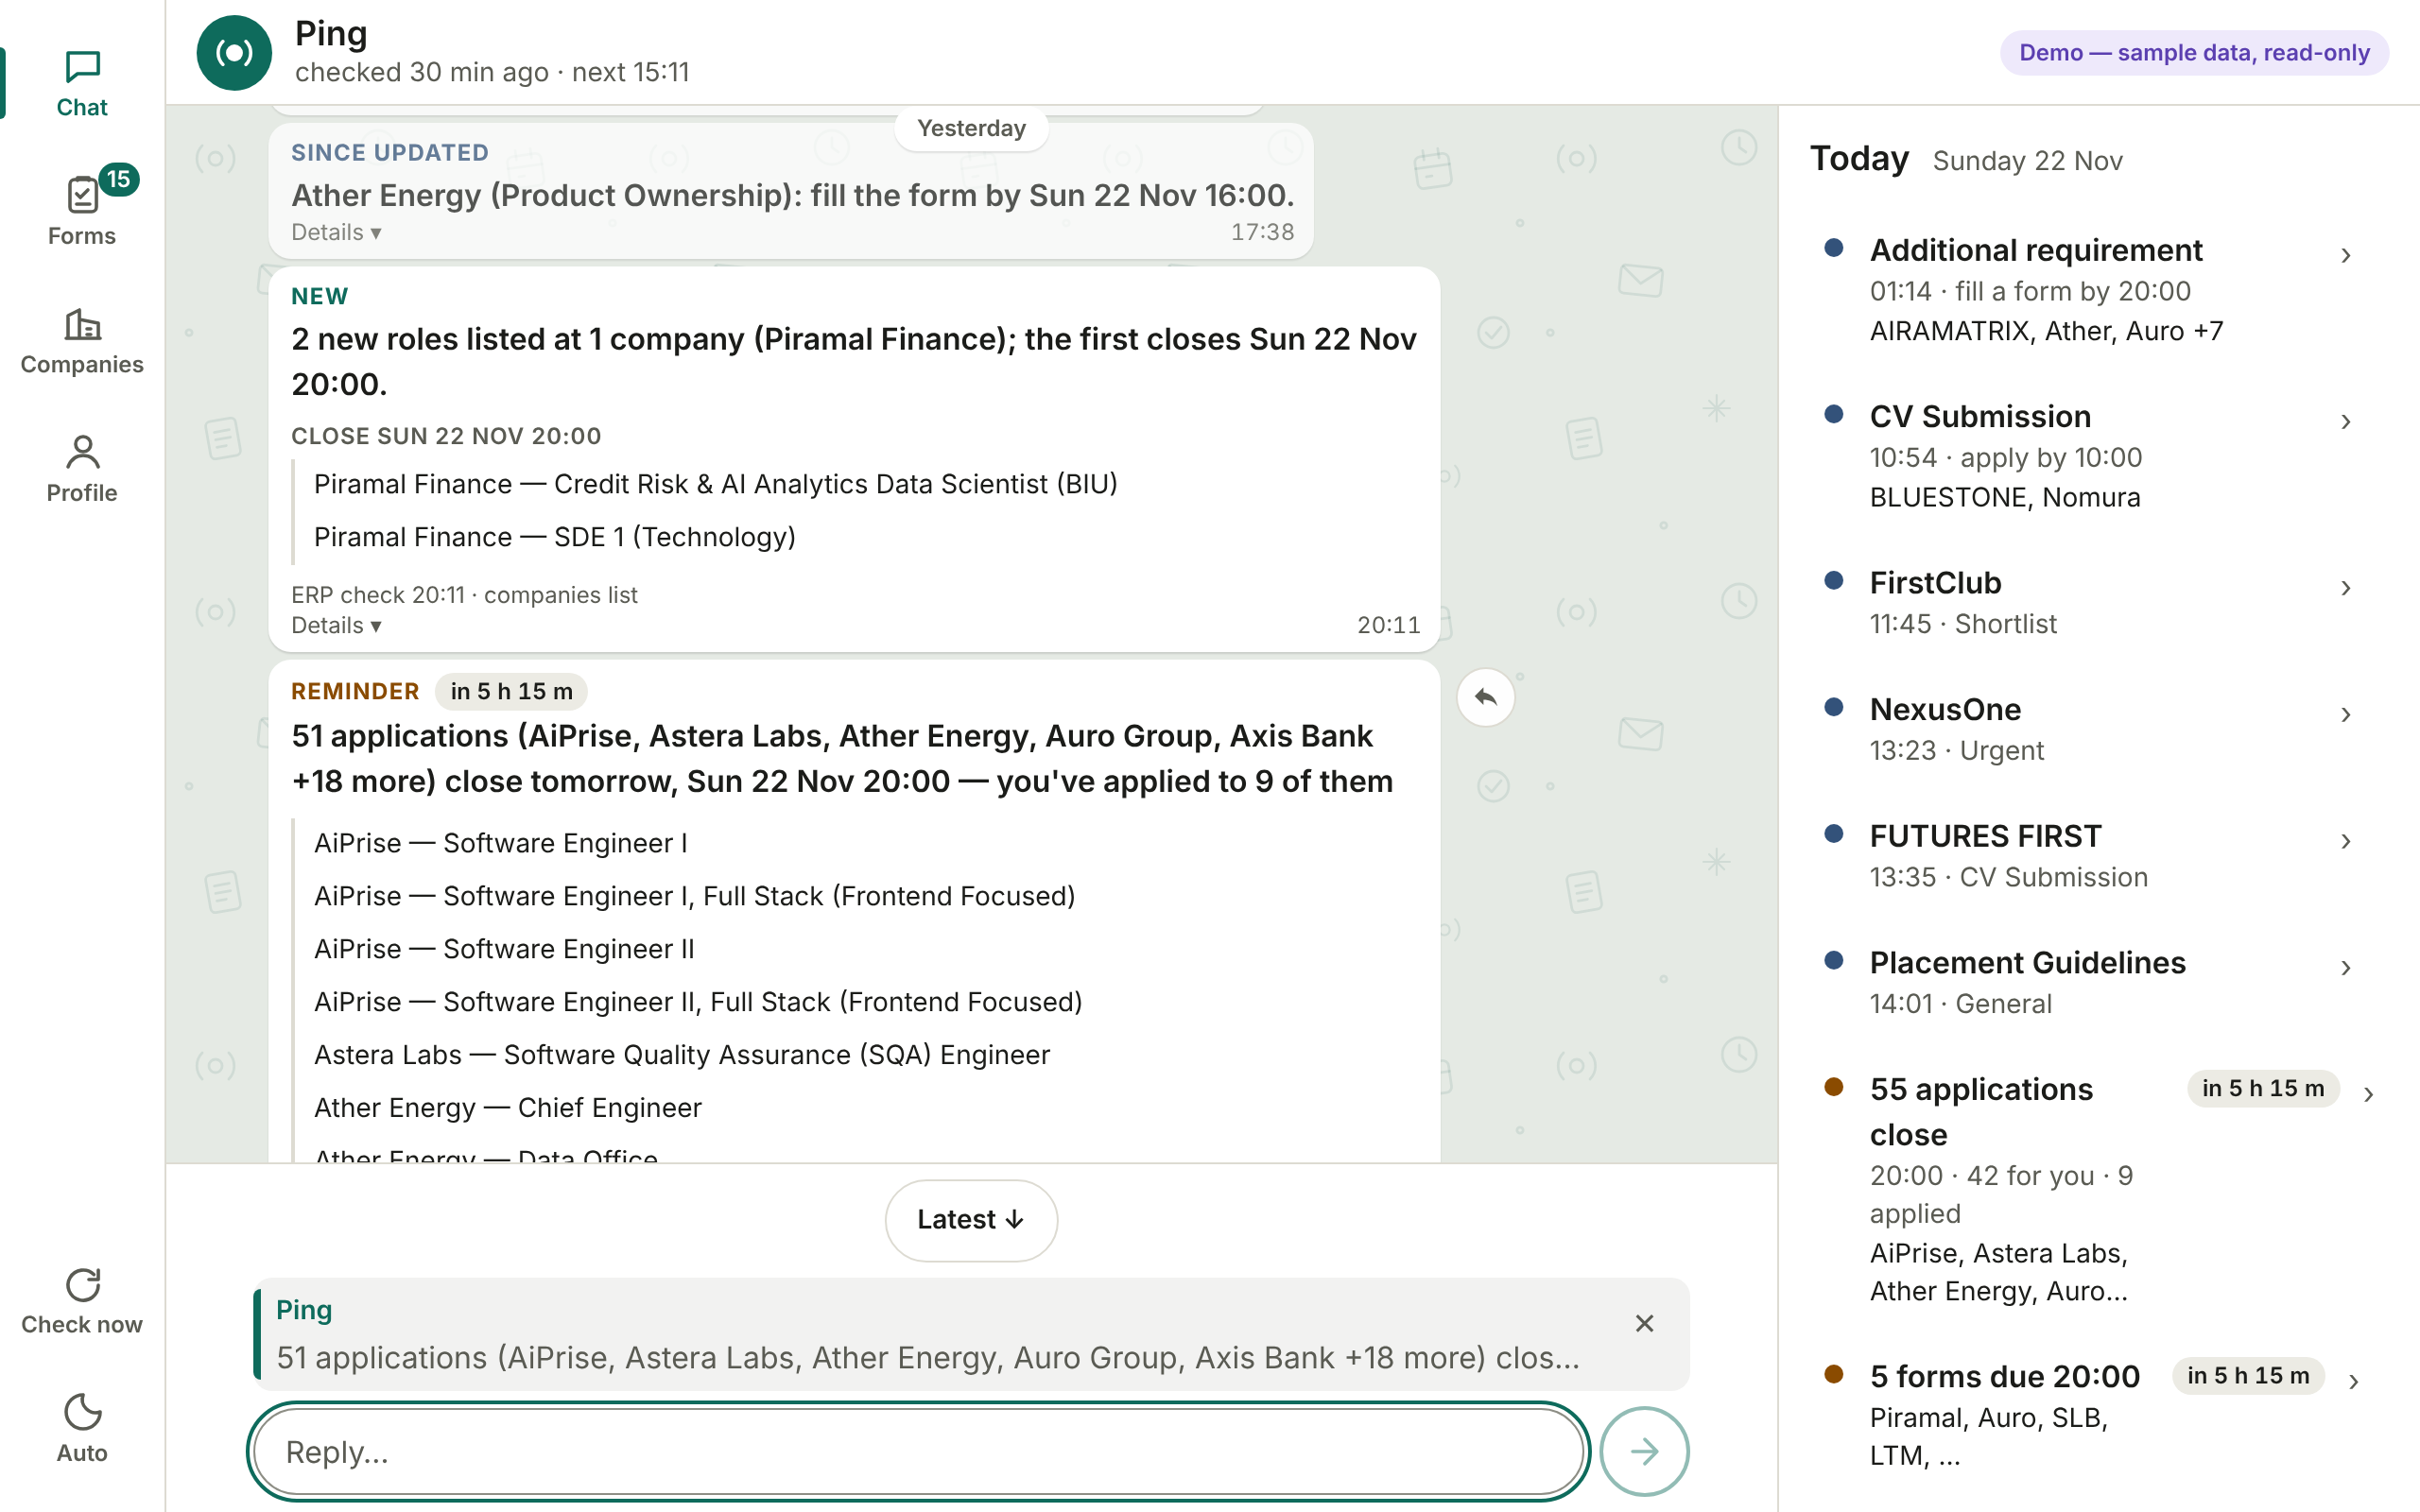 Chat
15
Forms
Companies
Profile
Check now
Auto
Ping
checked 30 min ago · next 15:11
Demo — sample data, read-only
Yesterday
SINCE UPDATED
Ather Energy (Product Ownership): fill the form by Sun 22 Nov 16:00.
Details ▾
17:38
NEW
2 new roles listed at 1 company (Piramal Finance); the first closes Sun 22 Nov
20:00.
CLOSE SUN 22 NOV 20:00
Piramal Finance — Credit Risk & AI Analytics Data Scientist (BIU)
Piramal Finance — SDE 1 (Technology)
ERP check 20:11 · companies list
Details ▾
20:11
REMINDER in 5 h 15 m
51 applications (AiPrise, Astera Labs, Ather Energy, Auro Group, Axis Bank
+18 more) close tomorrow, Sun 22 Nov 20:00 — you've applied to 9 of them
AiPrise — Software Engineer I
AiPrise — Software Engineer I, Full Stack (Frontend Focused)
AiPrise — Software Engineer II
AiPrise — Software Engineer II, Full Stack (Frontend Focused)
Astera Labs — Software Quality Assurance (SQA) Engineer
Ather Energy — Chief Engineer
Ather Energy — Data Office
Latest ↓
Ping
51 applications (AiPrise, Astera Labs, Ather Energy, Auro Group, Axis Bank +18 more) clos...
Reply...
Today Sunday 22 Nov
Additional requirement
01:14 · fill a form by 20:00
AIRAMATRIX, Ather, Auro +7
CV Submission
10:54 · apply by 10:00
BLUESTONE, Nomura
FirstClub
11:45 · Shortlist
NexusOne
13:23 · Urgent
FUTURES FIRST
13:35 · CV Submission
Placement Guidelines
14:01 · General
55 applications in 5 h 15 m
close
20:00 · 42 for you · 9
applied
AiPrise, Astera Labs,
Ather Energy, Auro...
5 forms due 20:00 in 5 h 15 m
Piramal, Auro, SLB,
LTM, ...